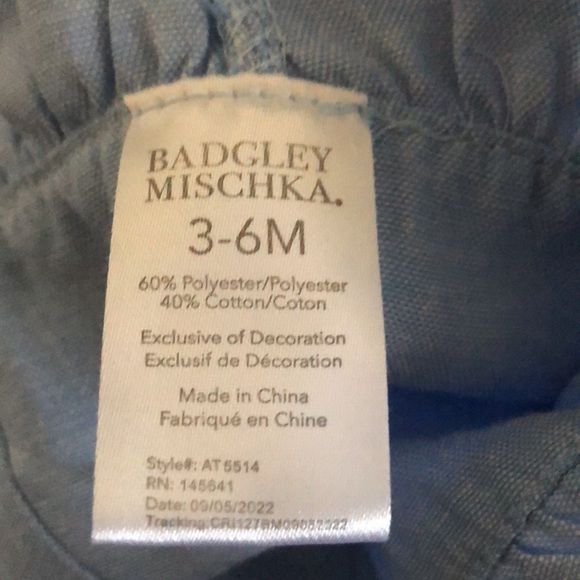 BADGLEY
MISCHKA.
3-6M
60% Polyester/Polyester
40% Cotton/Coton
Exclusive of Decoration
Exclusif de Décoration
Made in China
Fabriqué en Chine
Style#: AT5514
RN: 145641
Date: 09/05/2022
Tracking: